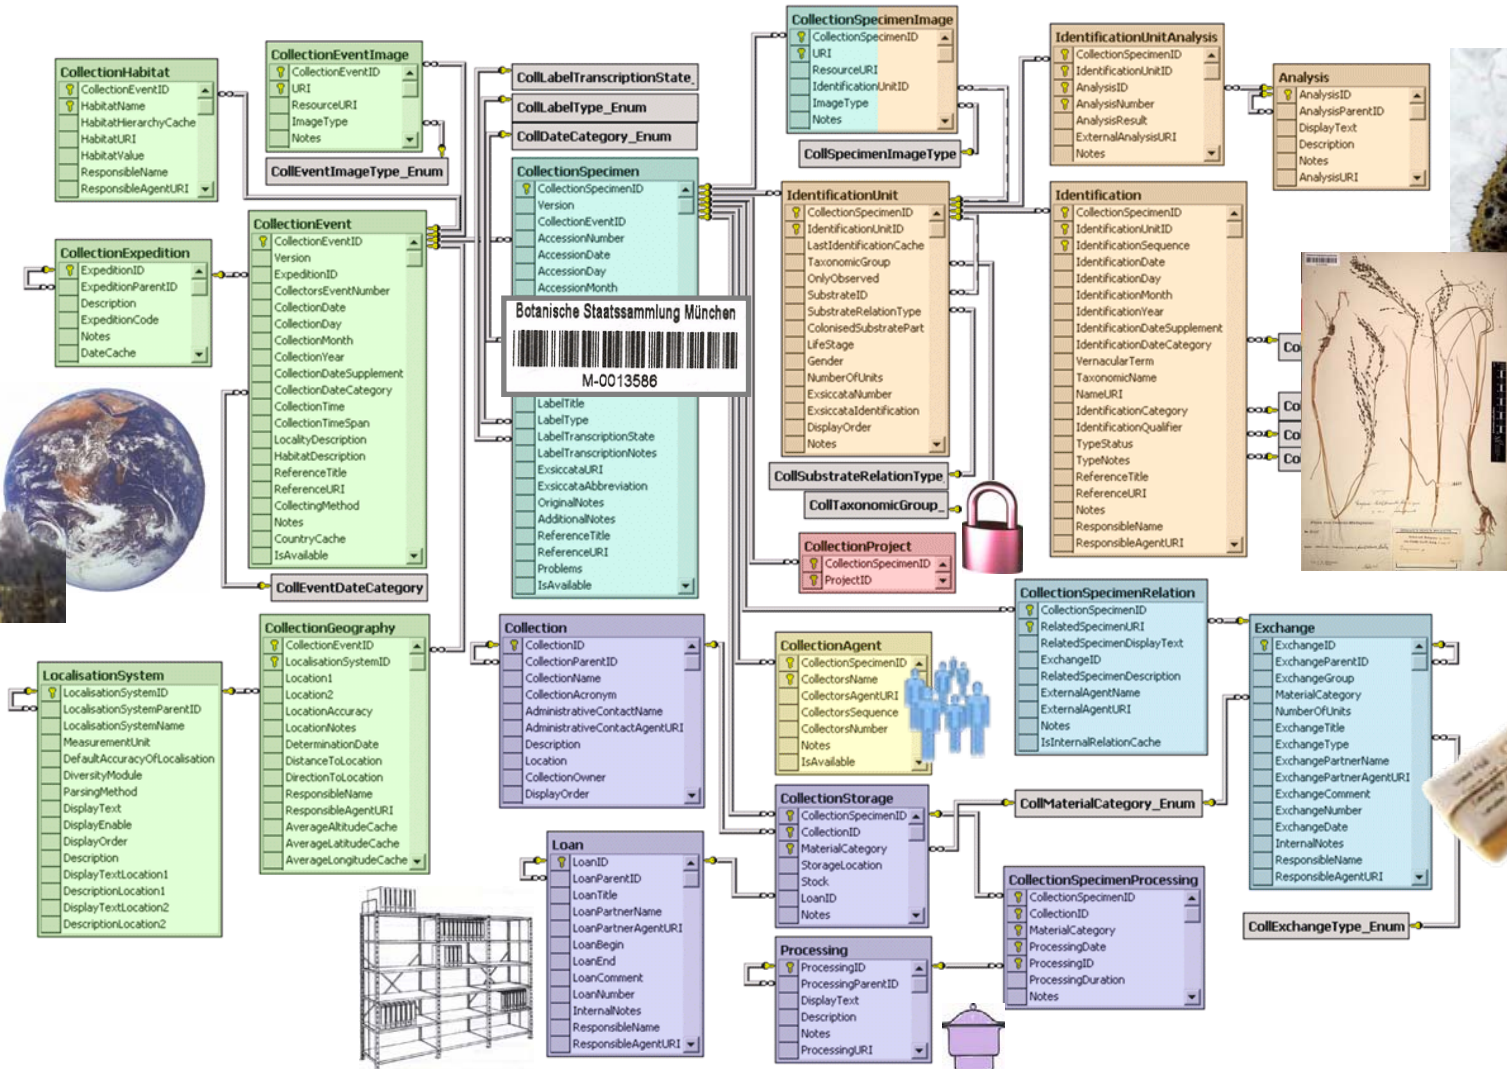 CollectionHabitat
CollectionEventID
HabitatName
HabitatHierarchyCache
HabitatURI
HabitatValue
ResponsibleName
ResponsibleAgentURI
CollectionEventImage
CollectionEventID
URI
ResourceURI
ImageType
Notes
CollEventImageType_Enum
CollectionExpedition
ExpeditionID
ExpeditionParentID
Description
ExpeditionCode
Notes
DateCache
CollectionEvent
CollectionEventID
Version
ExpeditionID
CollectorsEventNumber
CollectionDate
CollectionDay
CollectionMonth
CollectionYear
CollectionDateSupplement
CollectionDateCategory
CollectionTime
CollectionTimeSpan
LocalityDescription
HabitatDescription
ReferenceTitle
ReferenceURI
CollectingMethod
Notes
CountryCache
IsAvailable
CollEventDateCategory
LocalisationSystem
LocalisationSystemID
LocalisationSystemParentID
LocalisationSystemName
MeasurementUnit
DefaultAccuracyOfLocalisation
DiversityModule
ParsingMethod
DisplayText
DisplayEnable
DisplayOrder
Description
DisplayTextLocation1
DescriptionLocation1
DisplayTextLocation2
DescriptionLocation2
CollectionGeography
CollectionEventID
LocalisationSystemID
Location1
Location2
LocationAccuracy
LocationNotes
DeterminationDate
DistanceToLocation
DirectionToLocation
ResponsibleName
ResponsibleAgentURI
AverageAltitudeCache
AverageLatitudeCache
AverageLongitudeCache
CollLabelTranscriptionState_
CollLabelType_Enum
CollDateCategory_Enum
CollectionSpecimen
CollectionSpecimenID
Version
CollectionEventID
AccessionNumber
AccessionDate
AccessionDay
AccessionMonth
Botanische Staatssammlung München
M-0013586
LabelTitle
LabelType
LabelTranscriptionState
LabelTranscriptionNotes
ExsiccataURI
ExsiccataAbbreviation
OriginalNotes
AdditionalNotes
ReferenceTitle
ReferenceURI
Problems
IsAvailable
Collection
CollectionID
CollectionParentID
CollectionName
CollectionAcronym
AdministrativeContactName
AdministrativeContactAgentURI
Description
Location
CollectionOwner
DisplayOrder
Loan
LoanID
LoanParentID
LoanTitle
LoanPartnerName
LoanPartnerAgentURI
LoanBegin
LoanEnd
LoanComment
LoanNumber
InternalNotes
ResponsibleName
ResponsibleAgentURI
CollectionSpecimenImage
CollectionSpecimenID
URI
ResourceURI
IdentificationUnitID
ImageType
Notes
CollSpecimenImageType
IdentificationUnit
CollectionSpecimenID
IdentificationUnitID
LastIdentificationCache
TaxonomicGroup
OnlyObserved
SubstrateID
SubstrateRelationType
ColonisedSubstratePart
LifeStage
Gender
NumberOfUnits
ExsiccataNumber
ExsiccataIdentification
DisplayOrder
Notes
CollSubstrateRelationType_
CollTaxonomicGroup_
CollectionProject
CollectionSpecimenID
ProjectID
CollectionAgent
CollectionSpecimenID
CollectorsName
CollectorsAgentURI
CollectorsSequence
CollectorsNumber
Notes
IsAvailable
CollectionStorage
CollectionSpecimenID
CollectionID
MaterialCategory
StorageLocation
Stock
LoanID
Notes
Processing
ProcessingID
ProcessingParentID
DisplayText
Description
Notes
ProcessingURI
IdentificationUnitAnalysis
CollectionSpecimenID
IdentificationUnitID
AnalysisID
AnalysisNumber
AnalysisResult
ExternalAnalysisURI
Notes
Analysis
AnalysisID
AnalysisParentID
DisplayText
Description
Notes
AnalysisURI
Identification
CollectionSpecimenID
IdentificationUnitID
IdentificationSequence
IdentificationDate
IdentificationDay
IdentificationMonth
IdentificationYear
IdentificationDateSupplement
IdentificationDateCategory
VernacularTerm
TaxonomicName
NameURI
IdentificationCategory
IdentificationQualifier
TypeStatus
TypeNotes
ReferenceTitle
ReferenceURI
Notes
ResponsibleName
ResponsibleAgentURI
Co
Co
Co
Co
CollectionSpecimenRelation
CollectionSpecimenID
RelatedSpecimenURI
RelatedSpecimenDisplayText
ExchangeID
RelatedSpecimenDescription
ExternalAgentName
ExternalAgentURI
Notes
IsInternalRelationCache
CollMaterialCategory_Enum
CollectionSpecimenProcessing
CollectionSpecimenID
CollectionID
MaterialCategory
ProcessingDate
ProcessingID
ProcessingDuration
Notes
Exchange
ExchangeID
ExchangeParentID
ExchangeGroup
MaterialCategory
NumberOfUnits
ExchangeTitle
ExchangeType
ExchangePartnerName
ExchangePartnerAgentURI
ExchangeComment
ExchangeNumber
ExchangeDate
InternalNotes
ResponsibleName
ResponsibleAgentURI
CollExchangeType_Enum